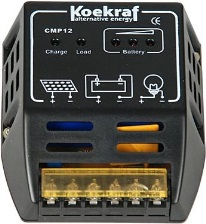 Koekraf
alternative energy
CE
CMP12
Charge Load Battery
+ - + - + -